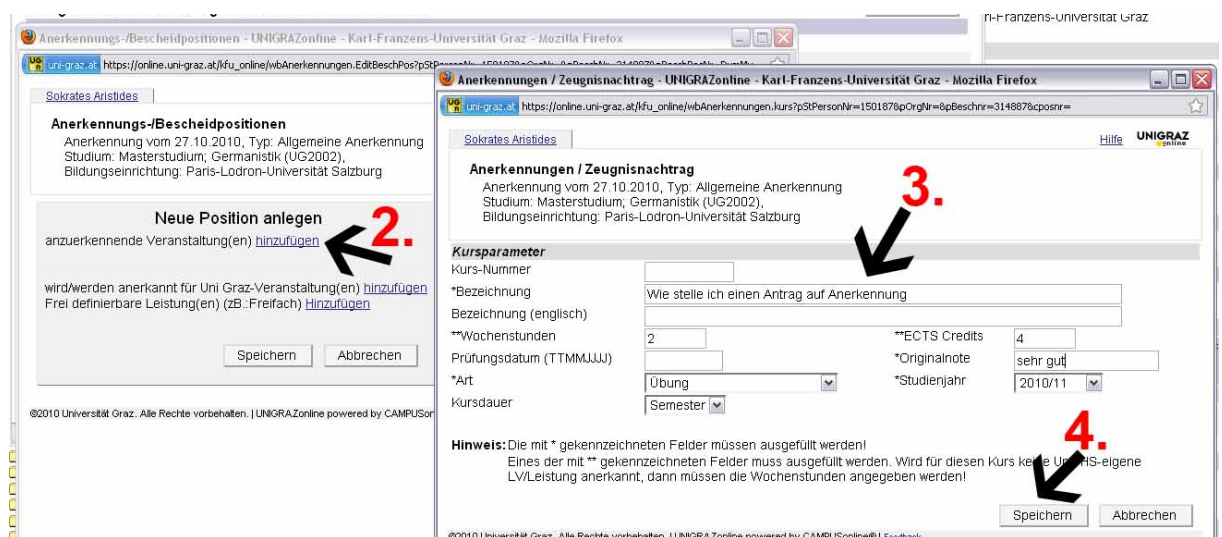 ri-Franzens-Universität Graz
Anerkennungs-/Bescheidpositionen - UNIGRAZonline - Karl-Franzens-Universität Graz - Mozilla Firefox
uni-graz.at https://online.uni-graz.at/kfu_online/wbAnerkennungen.EditBeschPos?pStPersonNr=150187&pOrgNr=&pBeschNr=314887&pBeschPosNr=
Sokrates Aristides
Anerkennungs-/Bescheidpositionen
Anerkennung vom 27.10.2010, Typ: Allgemeine Anerkennung
Studium: Masterstudium; Germanistik (UG2002),
Bildungseinrichtung: Paris-Lodron-Universität Salzburg
Neue Position anlegen
anzuerkennende Veranstaltung(en) hinzufügen
2.
wird/werden anerkannt für Uni Graz-Veranstaltung(en) hinzufügen
Frei definierbare Leistung(en) (zB.:Freifach) Hinzufügen
Speichern Abbrechen
©2010 Universität Graz. Alle Rechte vorbehalten. | UNIGRAZonline powered by CAMPUSon
Anerkennungen / Zeugnisnachtrag - UNIGRAZonline - Karl-Franzens-Universität Graz - Mozilla Firefox
uni-graz.at https://online.uni-graz.at/kfu_online/wbAnerkennungen.kurs?pStPersonNr=150187&pOrgNr=&pBeschnr=314887&cposnr=
Sokrates Aristides Hilfe UNIGRAZ online
Anerkennungen / Zeugnisnachtrag
Anerkennung vom 27.10.2010, Typ: Allgemeine Anerkennung
Studium: Masterstudium; Germanistik (UG2002),
Bildungseinrichtung: Paris-Lodron-Universität Salzburg
3.
Kursparameter
Kurs-Nummer
*Bezeichnung Wie stelle ich einen Antrag auf Anerkennung
Bezeichnung (englisch)
**Wochenstunden 2 **ECTS Credits 4
Prüfungsdatum (TTMMJJJJ) *Originalnote sehr gut
*Art Übung *Studienjahr 2010/11
Kursdauer Semester
4.
Hinweis: Die mit * gekennzeichneten Felder müssen ausgefüllt werden!
Eines der mit ** gekennzeichneten Felder muss ausgefüllt werden. Wird für diesen Kurs keine Uni HS-eigene
LV/Leistung anerkannt, dann müssen die Wochenstunden angegeben werden!
Speichern Abbrechen
©2010 Universität Graz. Alle Rechte vorbehalten. | UNIGRAZonline powered by CAMPUSonline® | Feedback